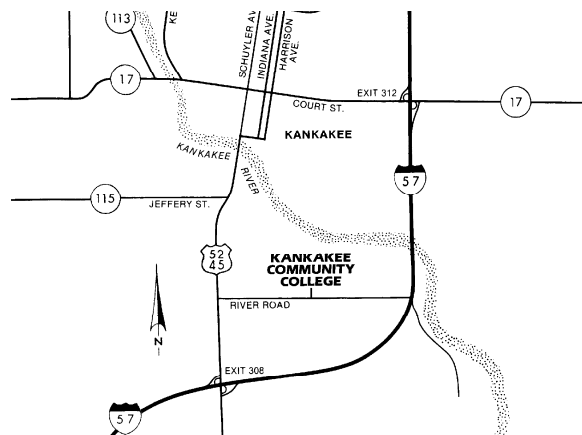 113
KE
SCHUYLER AV
INDIANA AVE.
HARRISON
AVE.
17
EXIT 312
COURT ST.
17
KANKAKEE
KANKAKEE
RIVER
57
115
JEFFERY ST.
52
45
KANKAKEE
COMMUNITY
COLLEGE
RIVER ROAD
N
EXIT 308
57